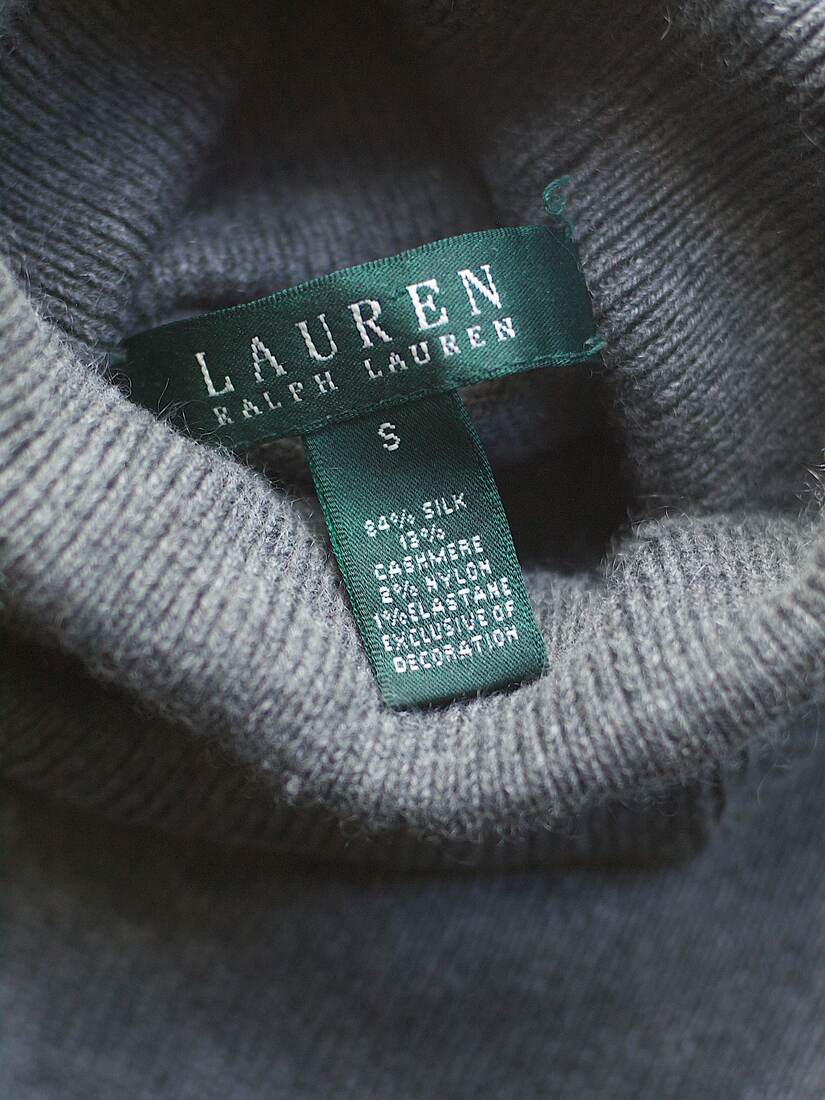 LAUREN
RALPH LAUREN
S
84% SILK
13%
CASHMERE
2% NYLON
1% ELASTANE
EXCLUSIVE OF
DECORATION